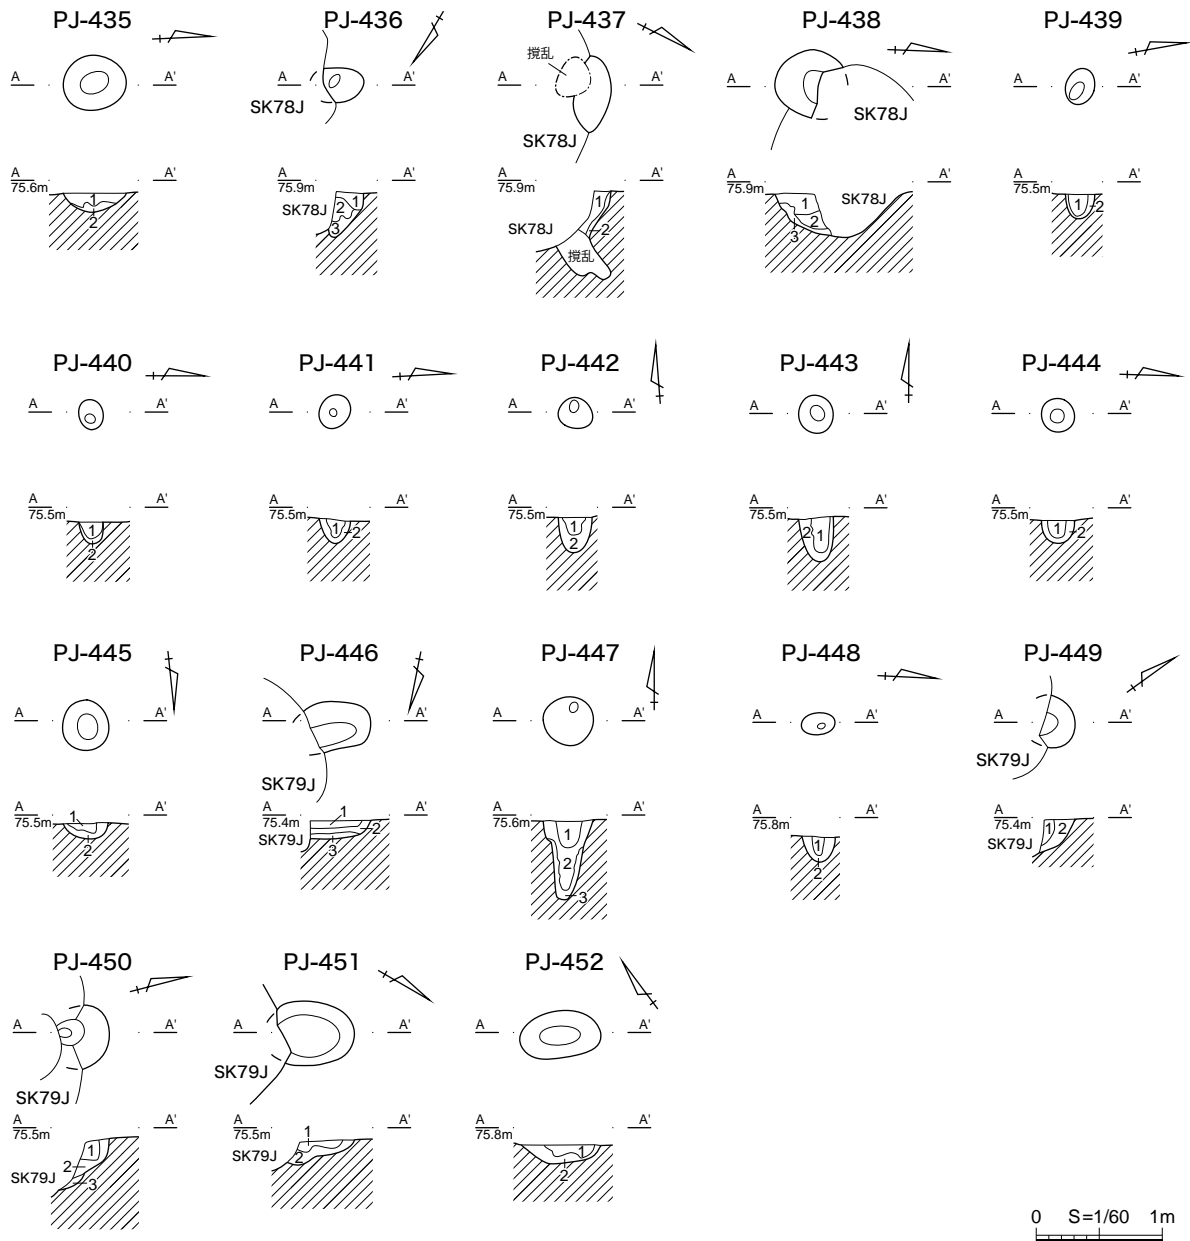 PJ-435 PJ-436 PJ-437 PJ-438 PJ-439
撹乱
A A' A A' A A' A A' A A'
SK78J
SK78J
SK78J
A A' A A' A A' A A' A A'
75.6m 75.9m 75.9m 75.9m 75.5m
1 2
SK78J 2 1 3
SK78J 1 2 撹乱
1 2 3 SK78J
1 2
PJ-440 PJ-441 PJ-442 PJ-443 PJ-444
A A' A A' A A' A A' A A'
A A' A A' A A' A A' A A'
75.5m 75.5m 75.5m 75.5m 75.5m
1 2
1 2
1 2
2 1
1 2
PJ-445 PJ-446 PJ-447 PJ-448 PJ-449
A A' A A' A A' A A' A A'
SK79J
SK79J
A A' A A' A A' A A' A A'
75.5m 75.4m 75.6m 75.8m 75.4m
1 2
SK79J 1 2 3
1 2 3
1 2
SK79J 1 2
PJ-450 PJ-451 PJ-452
A A' A A' A A'
SK79J
SK79J
A A' A A' A A'
75.5m 75.5m 75.8m
SK79J 1 2 3
SK79J 1 2
1 2
0 S=1/60 1m